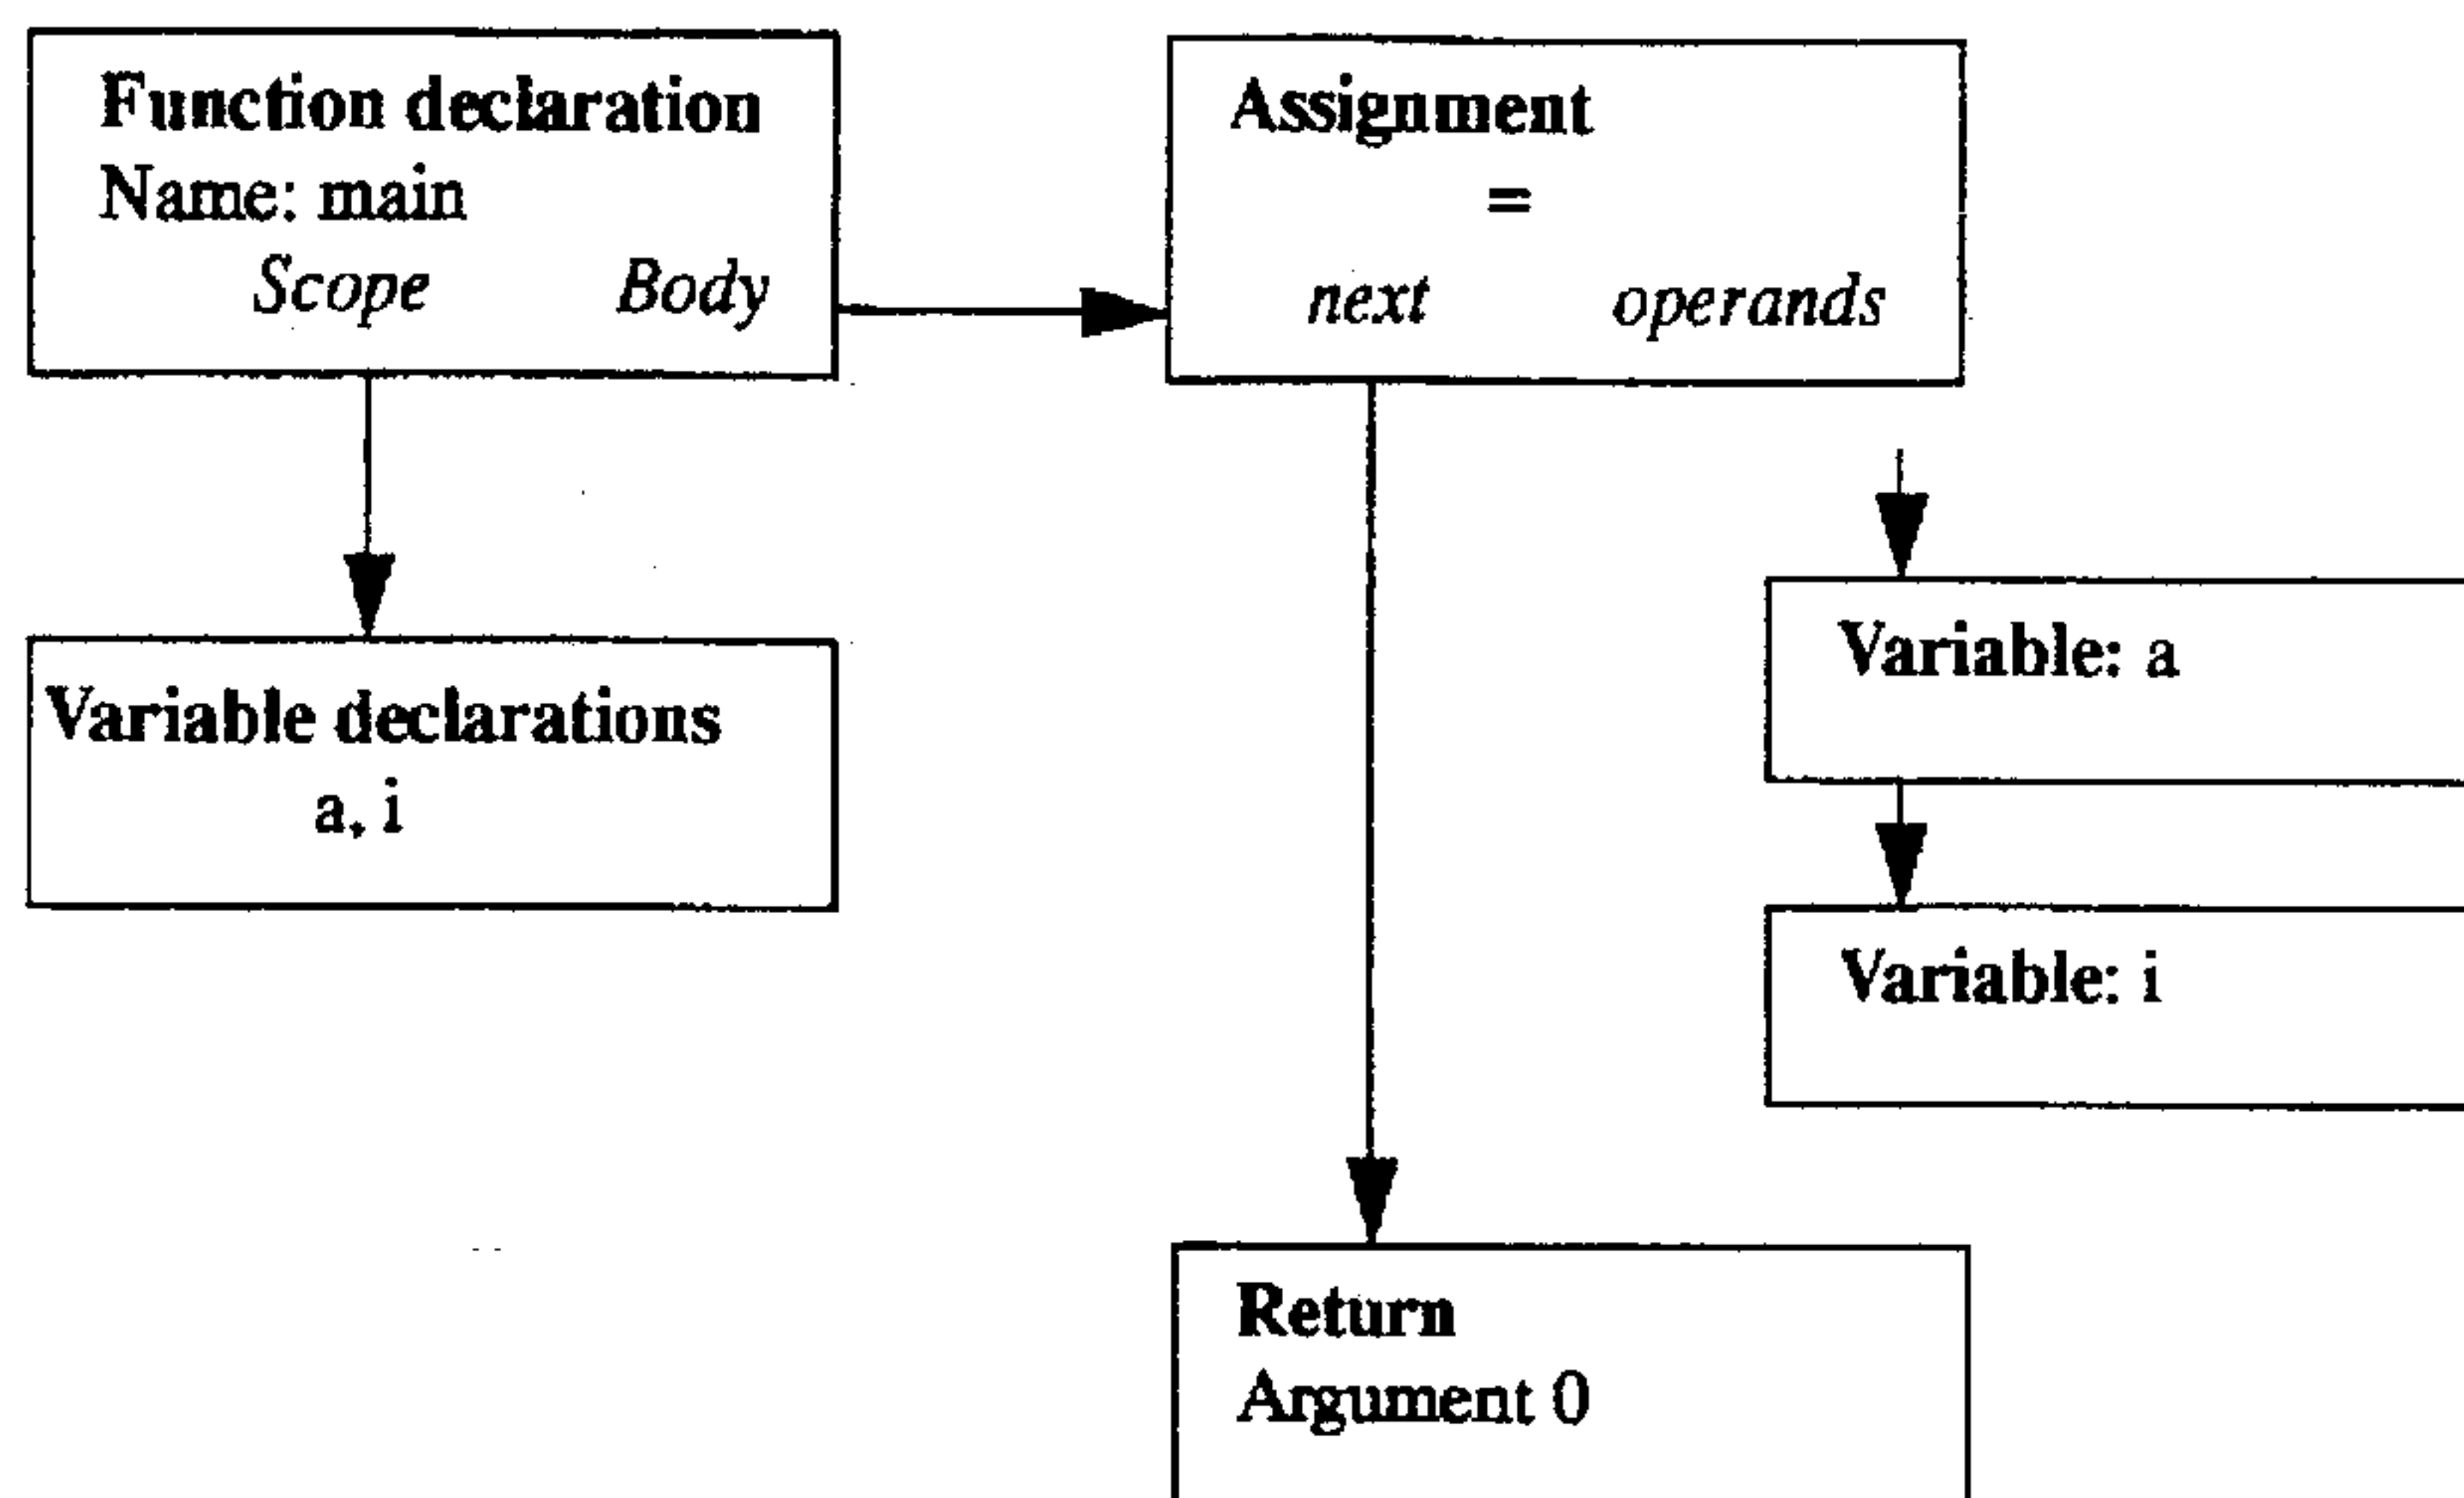 Function declaration
Name: main
Scope Body
Assignment
=
next operands
Variable declarations
a, i
Variable: a
Variable: i
Return
Argument 0